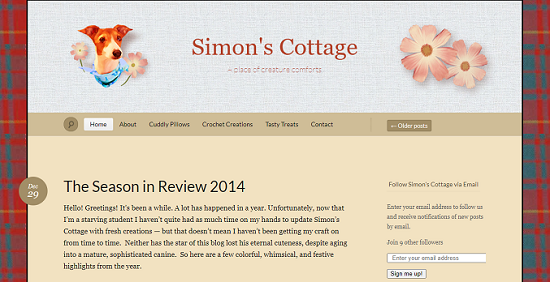 Simon's Cottage
~ place of creature comforts
Home About Cuddly Pillows Crochet Creations Tasty Treats Contact
← Older posts
Dec
29
The Season in Review 2014
Hello! Greetings! It's been a while. A lot has happened in a year. Unfortunately, now that
I'm a starving student I haven't quite had as much time on my hands to update Simon's
Cottage with fresh creations — but that doesn't mean I haven't been getting my craft on
from time to time. Neither has the star of this blog lost his eternal cuteness, despite aging
into a mature, sophisticated canine. So here are a few colorful, whimsical, and festive
highlights from the year.
Follow Simon's Cottage via Email
Enter your email address to follow us
and receive notifications of new posts
by email.
Join 9 other followers
Enter your email address
Sign me up!